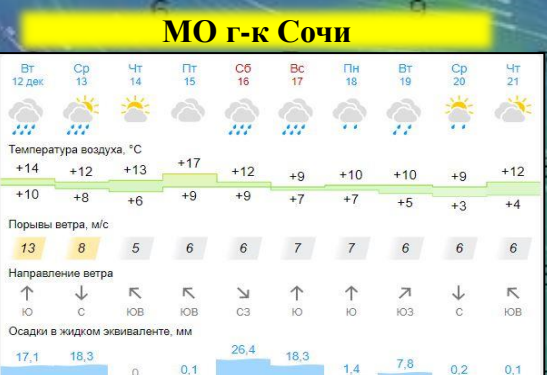 МО г-к Сочи
Вт Ср Чт Пт Сб Вс Пн Вт Ср Чт
12 дек 13 14 15 16 17 18 19 20 21
Температура воздуха, °C
+14 +12 +13 +17 +12 +9 +10 +10 +9 +12
+10 +8 +6 +9 +9 +7 +7 +5 +3 +4
Порывы ветра, м/с
13 8 5 6 6 7 7 6 6 6
Направление ветра
Ю С ЮВ ЮВ СЗ Ю Ю ЮЗ С ЮВ
Осадки в жидком эквиваленте, мм
17,1 18,3 0 0,1 26,4 18,3 1,4 7,8 0,2 0,1